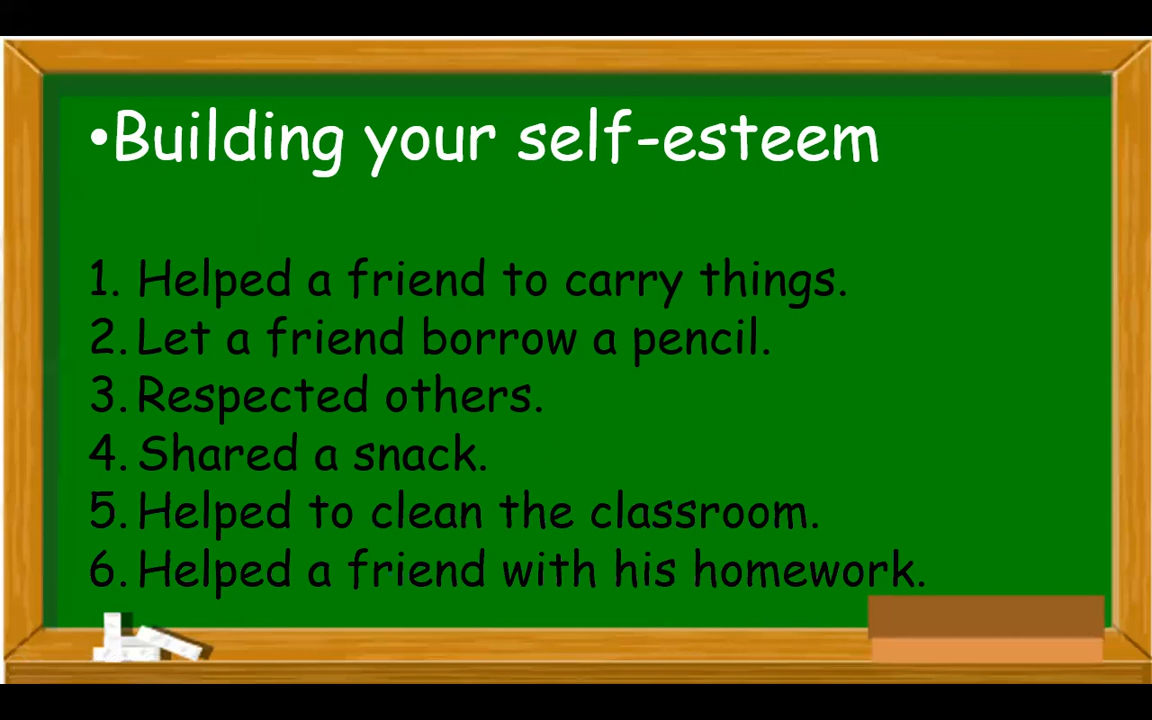 •Building your self-esteem
1. Helped a friend to carry things.
2. Let a friend borrow a pencil.
3. Respected others.
4. Shared a snack.
5. Helped to clean the classroom.
6. Helped a friend with his homework.